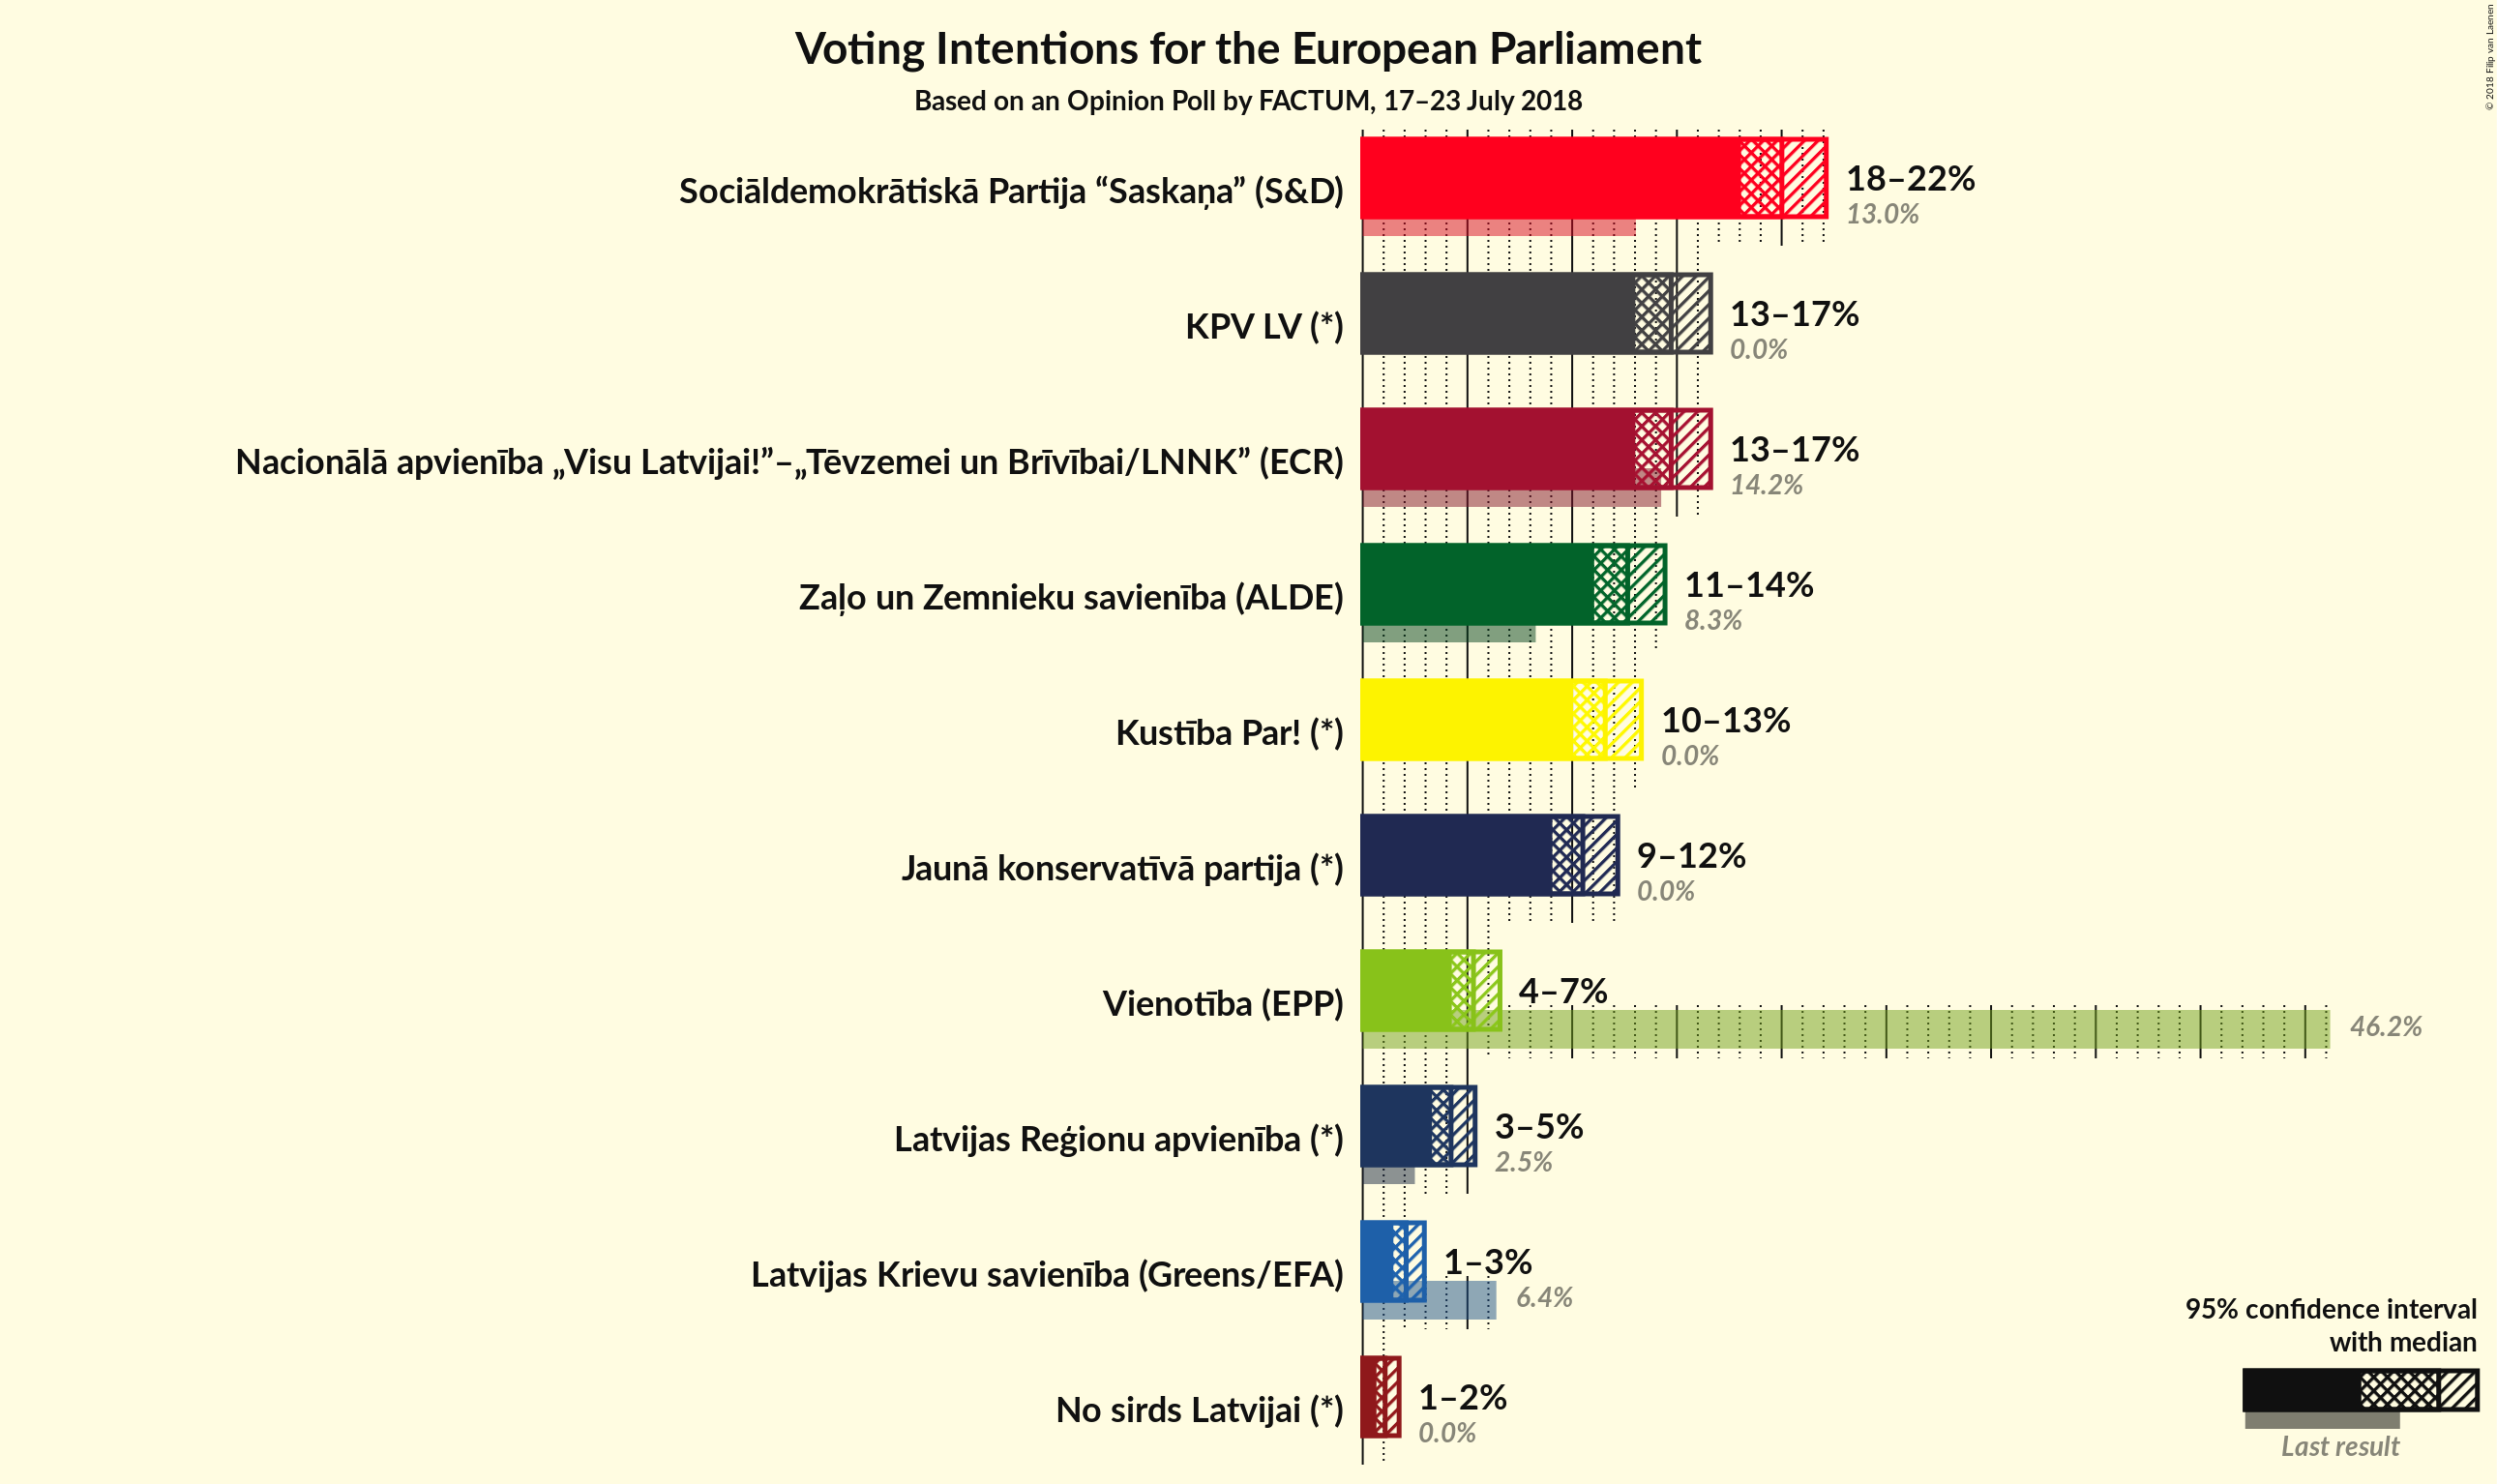 Voting Intentions for the European Parliament
Based on an Opinion Poll by FACTUM, 17–23 July 2018
© 2018 Filip van Laenen
Sociāldemokrātiskā Partija “Saskaņa” (S&D)
18–22%
13.0%
KPV LV (*)
13–17%
0.0%
Nacionālā apvienība „Visu Latvijai!”–„Tēvzemei un Brīvībai/LNNK” (ECR)
13–17%
14.2%
Zaļo un Zemnieku savienība (ALDE)
11–14%
8.3%
Kustība Par! (*)
10–13%
0.0%
Jaunā konservatīvā partija (*)
9–12%
0.0%
Vienotība (EPP)
4–7%
46.2%
Latvijas Reģionu apvienība (*)
3–5%
2.5%
Latvijas Krievu savienība (Greens/EFA)
1–3%
6.4%
No sirds Latvijai (*)
1–2%
0.0%
95% confidence interval
with median
Last result